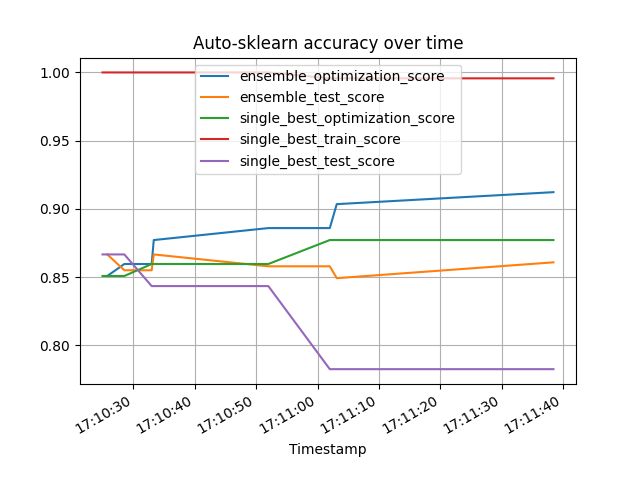 Auto-sklearn accuracy over time
1.00
0.95
0.90
0.85
0.80
ensemble_optimization_score
ensemble_test_score
single_best_optimization_score
single_best_train_score
single_best_test_score
17:10:30
17:10:40
17:10:50
17:11:00
17:11:10
17:11:20
17:11:30
17:11:40
Timestamp